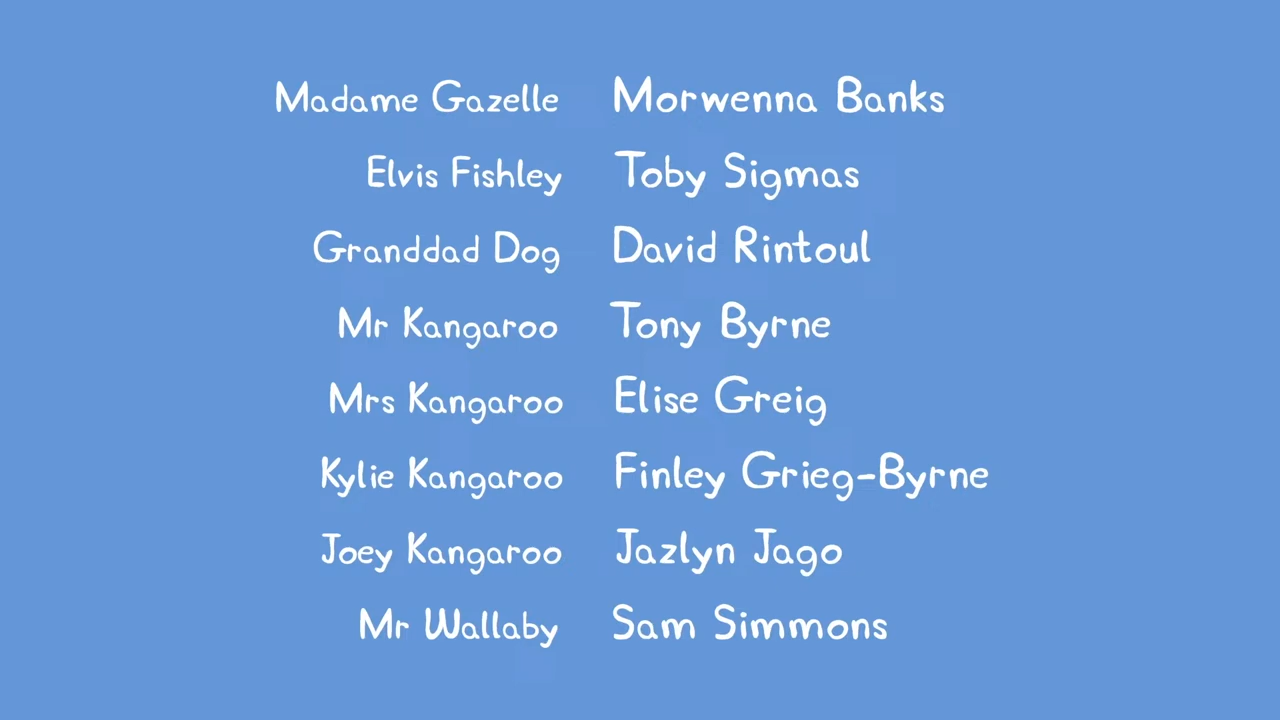 Madame Gazelle Morwenna Banks
Elvis Fishley Toby Sigmas
Granddad Dog David Rintoul
Mr Kangaroo Tony Byrne
Mrs Kangaroo Elise Greig
Kylie Kangaroo Finley Grieg-Byrne
Joey Kangaroo Jazlyn Jago
Mr Wallaby Sam Simmons